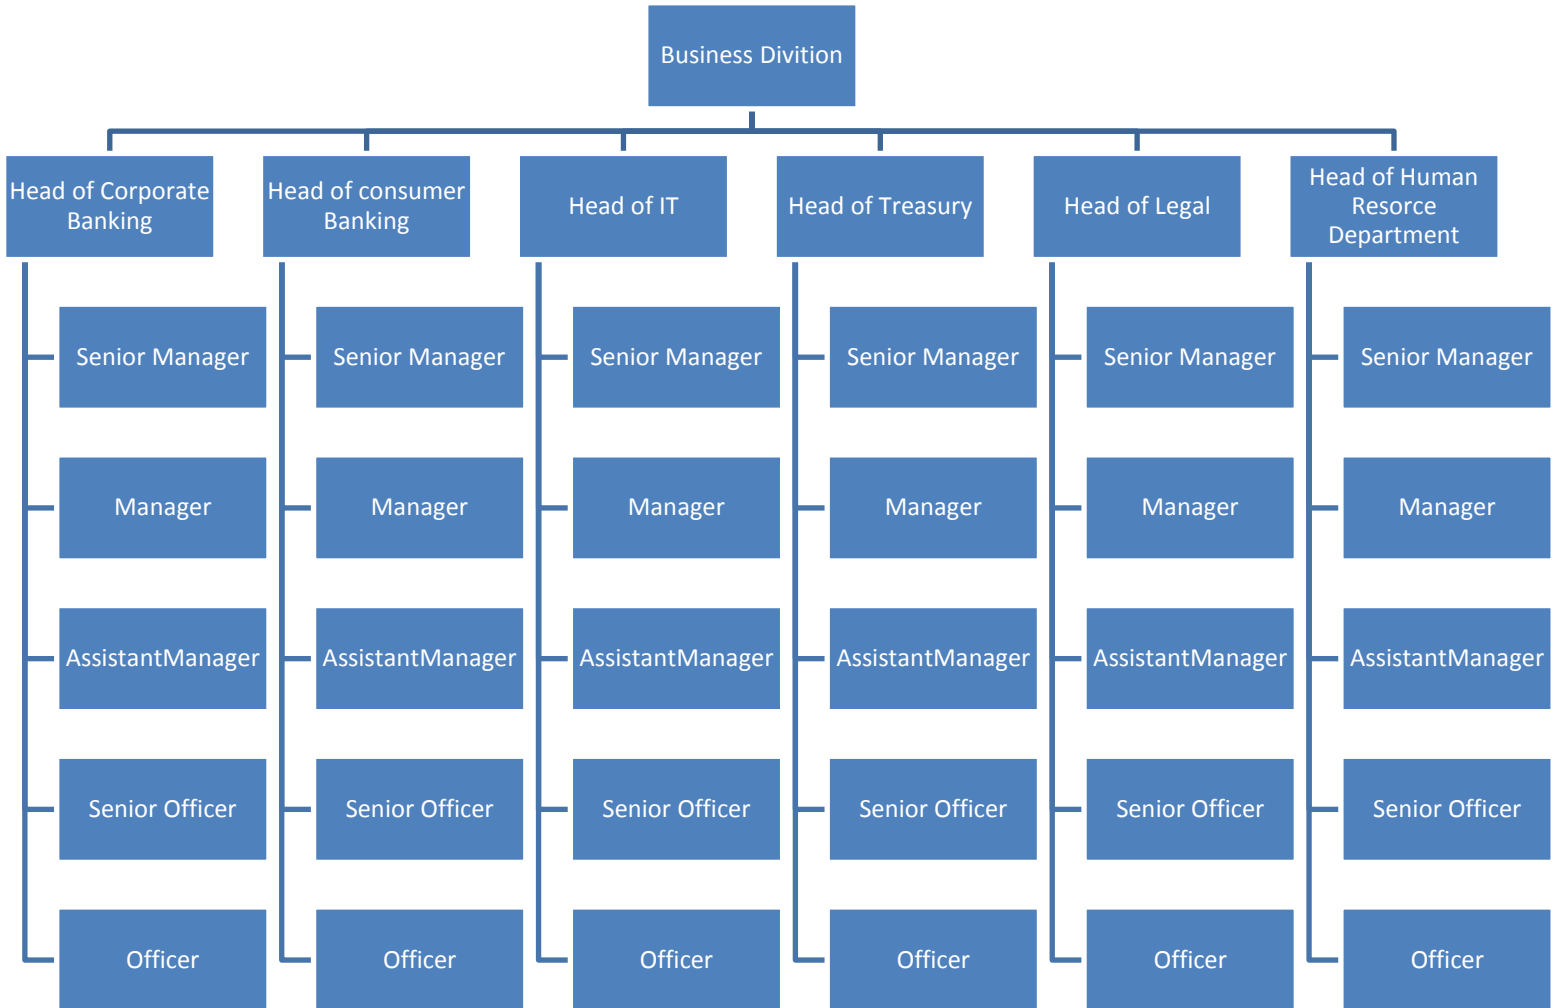 Business Divition
Head of Corporate
Banking
Head of consumer
Banking
Head of IT
Head of Treasury
Head of Legal
Head of Human
Resorce
Department
Senior Manager
Senior Manager
Senior Manager
Senior Manager
Senior Manager
Senior Manager
Manager
Manager
Manager
Manager
Manager
Manager
AssistantManager
AssistantManager
AssistantManager
AssistantManager
AssistantManager
AssistantManager
Senior Officer
Senior Officer
Senior Officer
Senior Officer
Senior Officer
Senior Officer
Officer
Officer
Officer
Officer
Officer
Officer